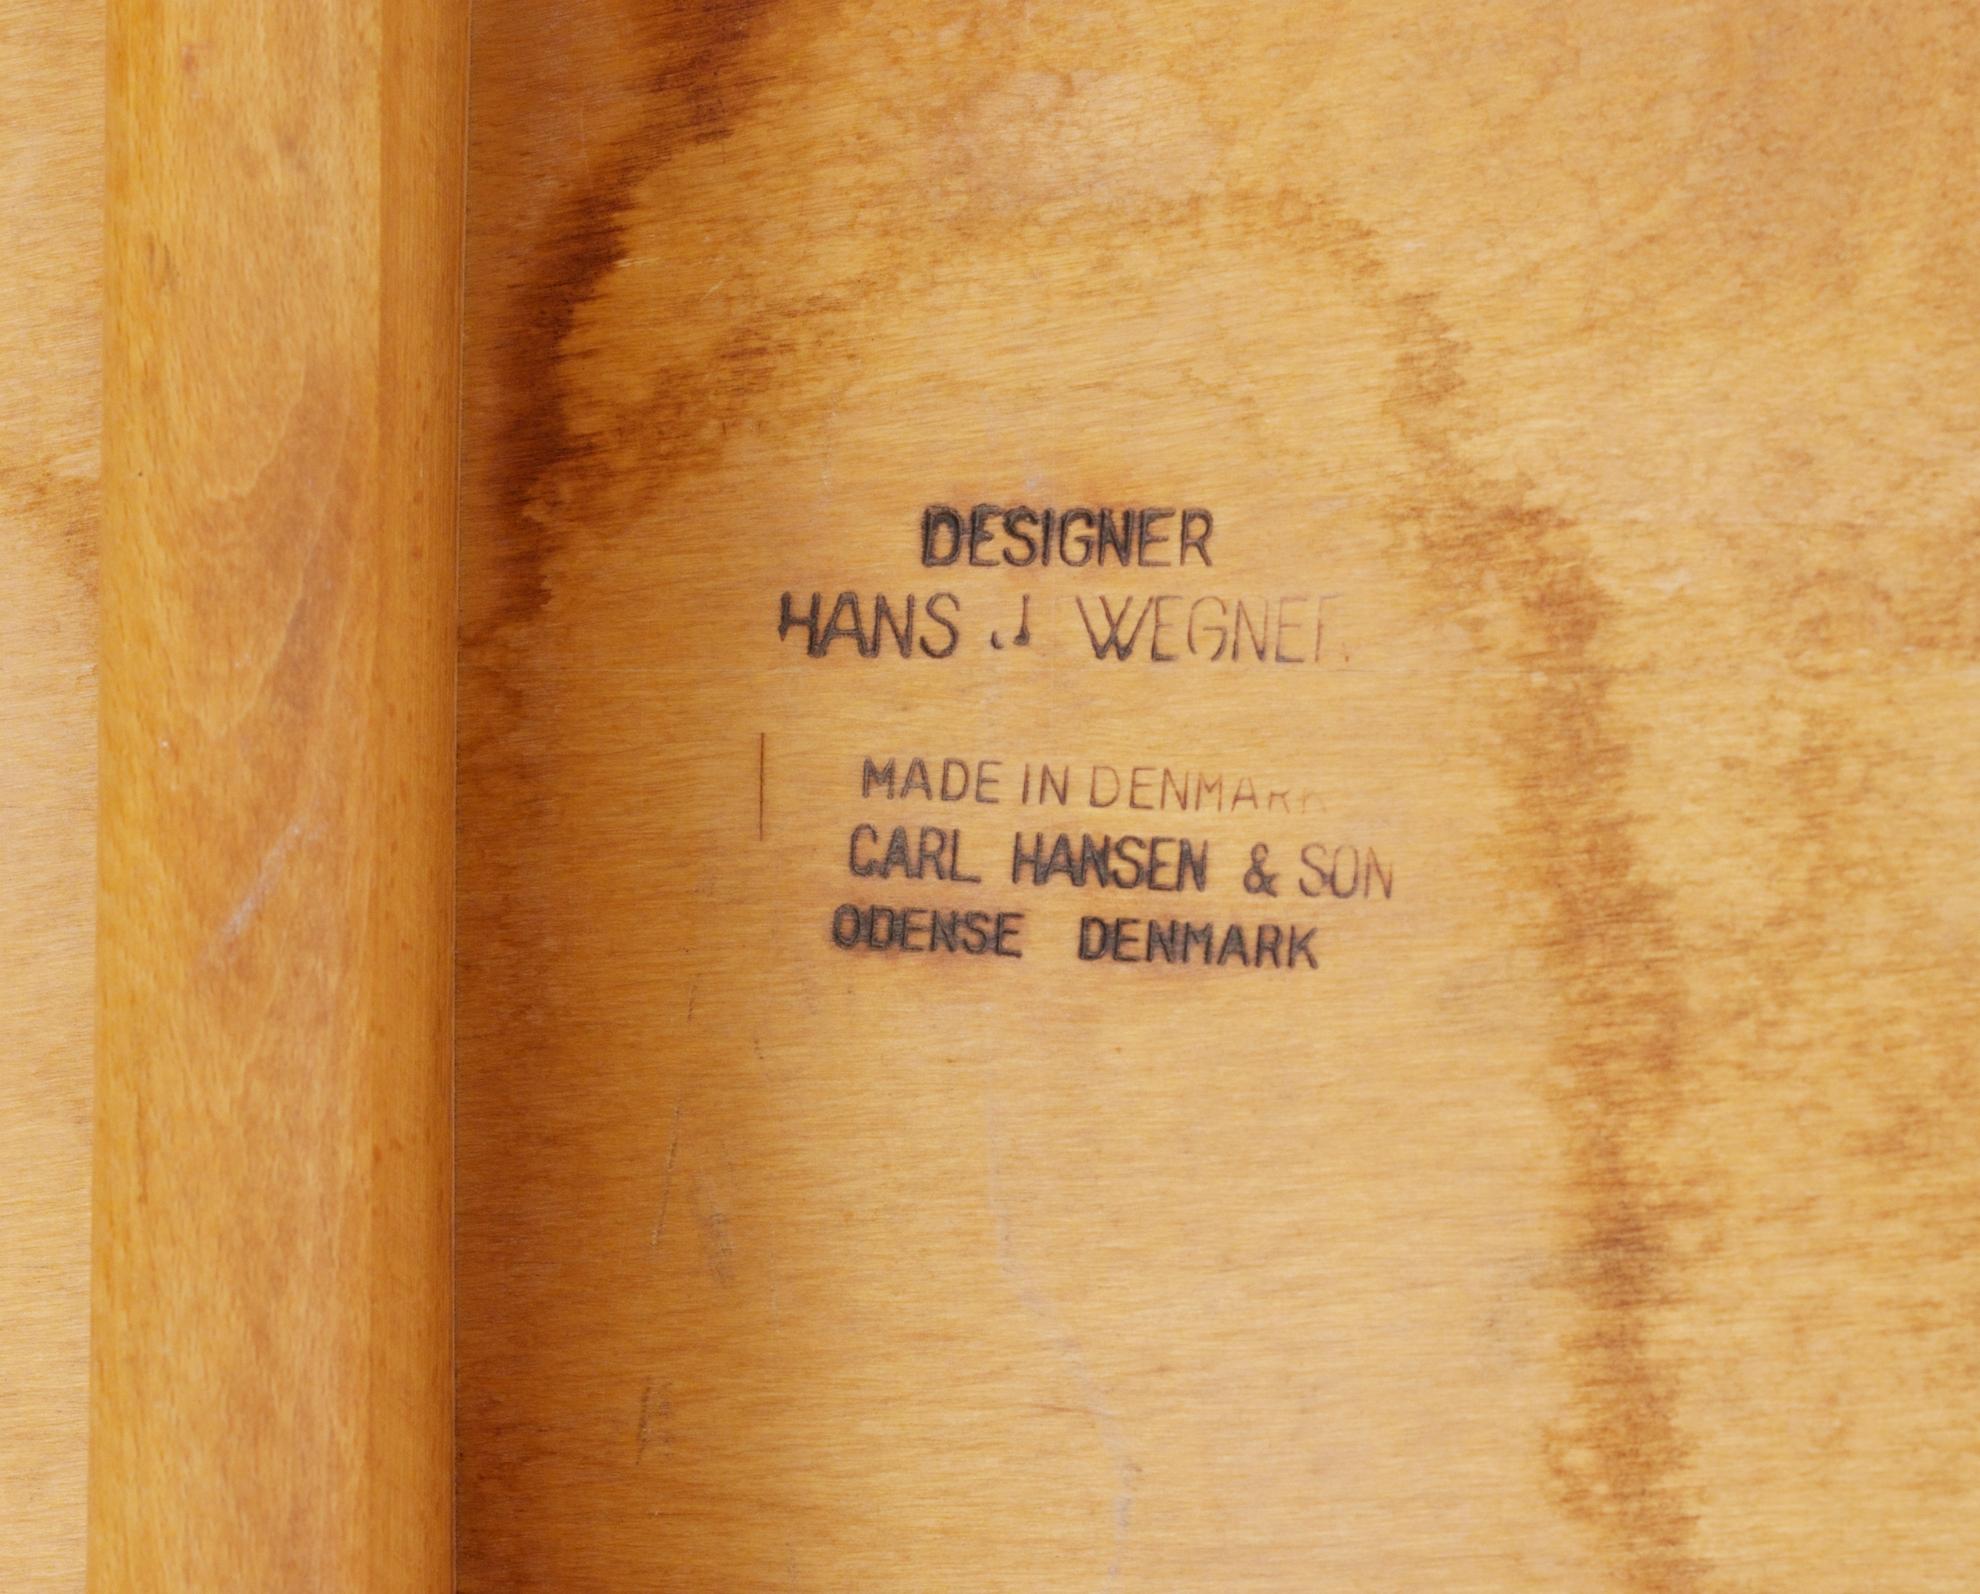 DESIGNER
HANS J WEGNER
MADE IN DENMARK
CARL HANSEN & SON
ODENSE DENMARK